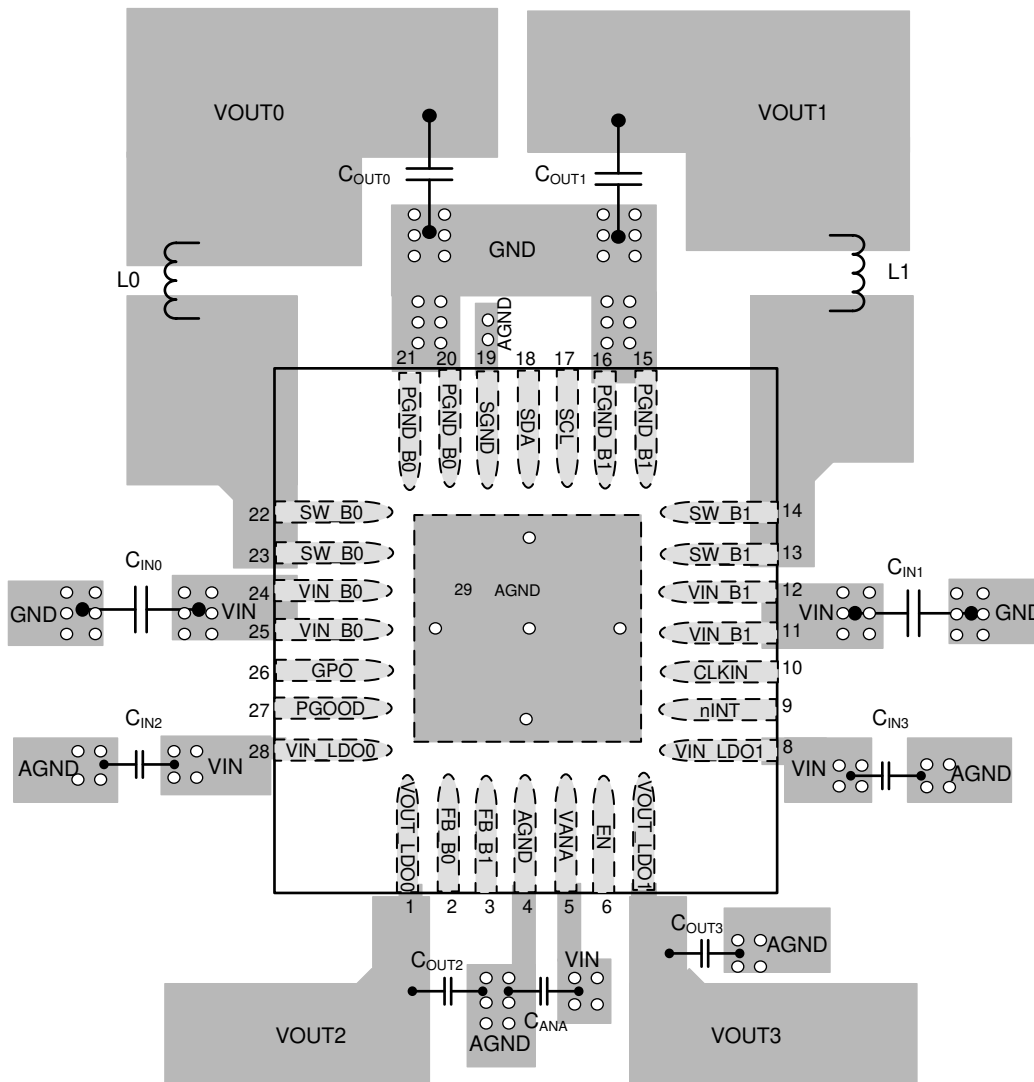 VOUT0
VOUT1
COUT0
COUT1
GND
L0
L1
AGND
21
20
19
18
17
16
15
PGND_B0
PGND_B0
SGND
SDA
SCL
PGND_B1
PGND_B1
22
SW_B0
SW_B1
14
23
SW_B0
SW_B1
13
CIN0
CIN1
24
VIN_B0
29
AGND
VIN_B1
12
GND
VIN
VIN
GND
25
VIN_B0
VIN_B1
11
26
GPO
CLKIN
10
27
PGOOD
nINT
9
CIN2
CIN3
28
VIN_LDO0
VIN_LDO1
8
AGND
VIN
VIN
AGND
VOUT_LDO0
FB_B0
FB_B1
AGND
VANA
EN
VOUT_LDO1
1
2
3
4
5
6
COUT3
AGND
COUT2
VIN
CANA
VOUT2
AGND
VOUT3